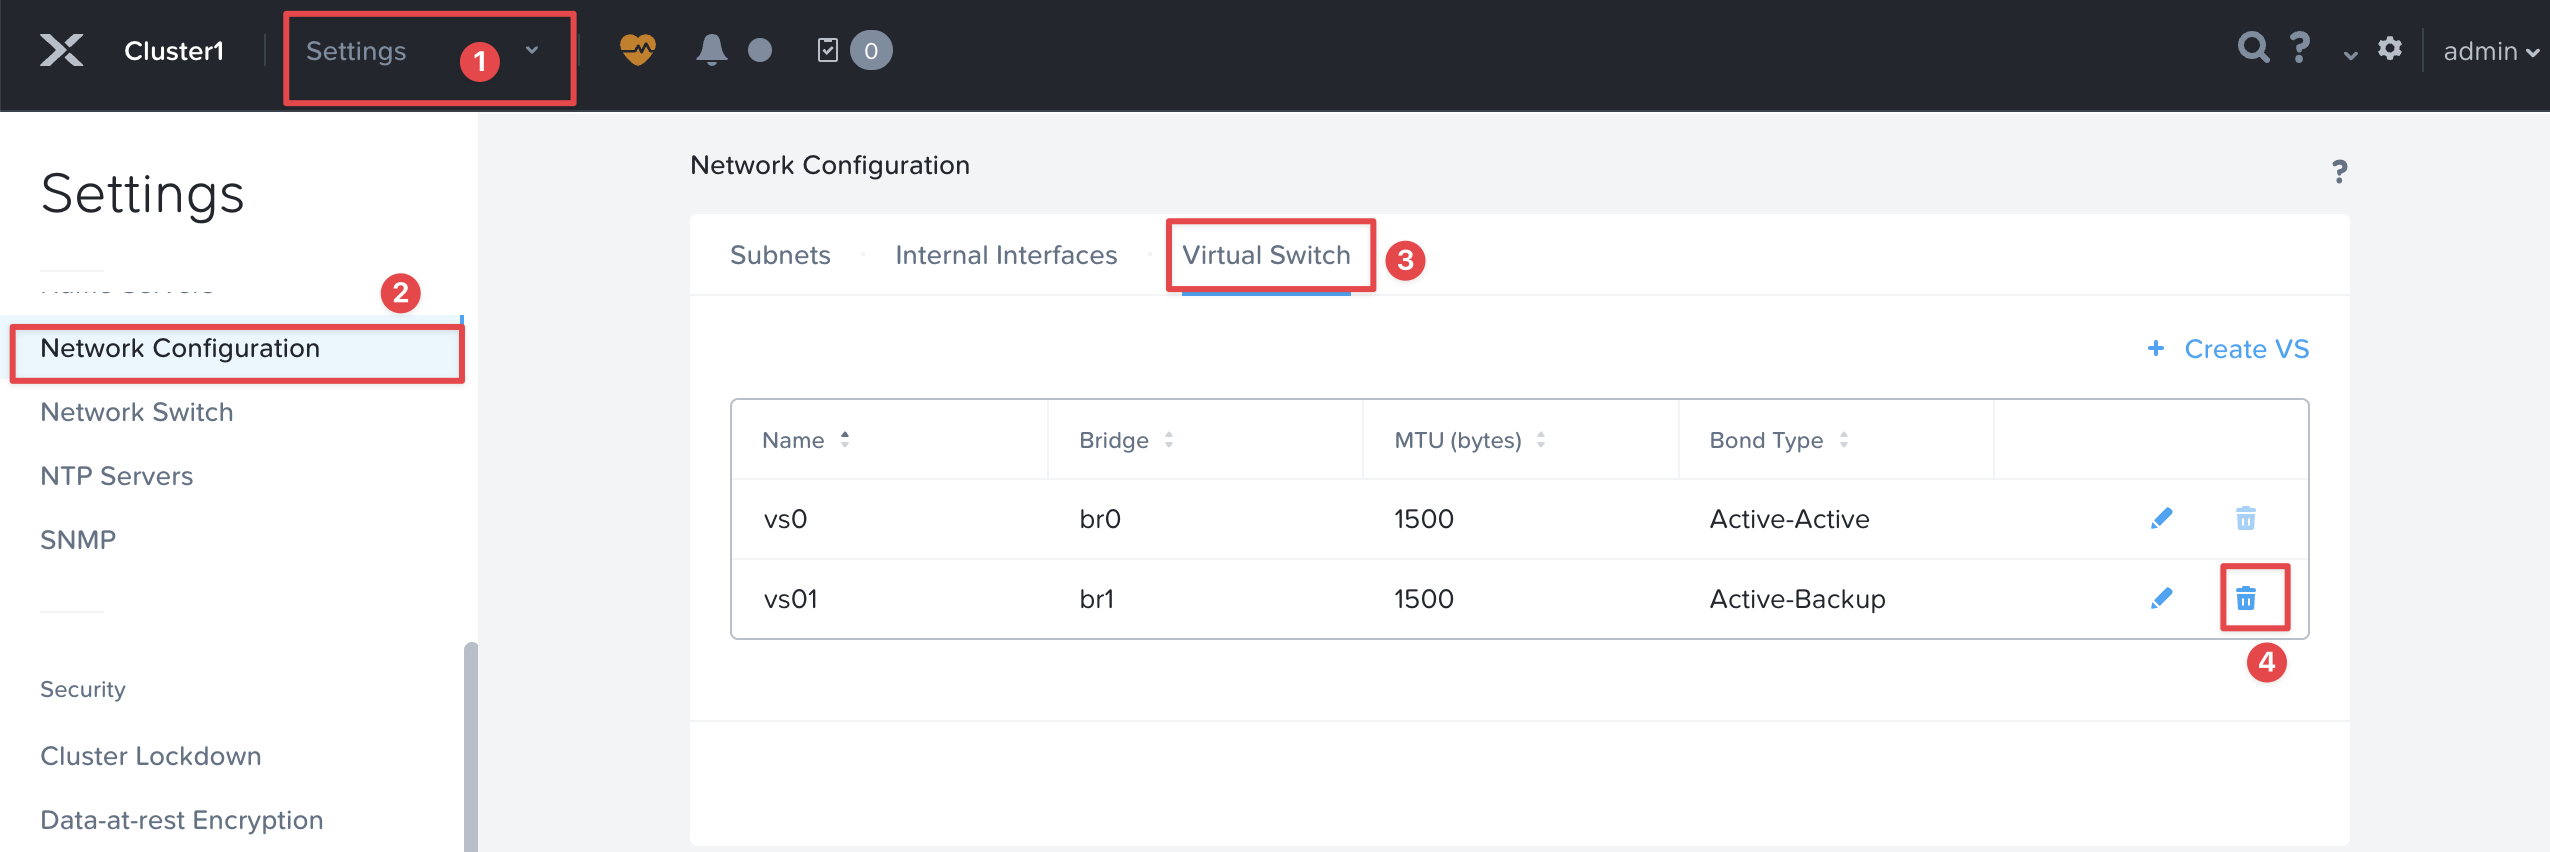 Cluster1 Settings 1 0 ? admin
Settings
2
Network Configuration
Network Switch
NTP Servers
SNMP
Security
Cluster Lockdown
Data-at-rest Encryption
Network Configuration ?
Subnets · Internal Interfaces · Virtual Switch 3
+ Create VS
Name Bridge MTU (bytes) Bond Type
vs0 br0 1500 Active-Active
vs01 br1 1500 Active-Backup
4